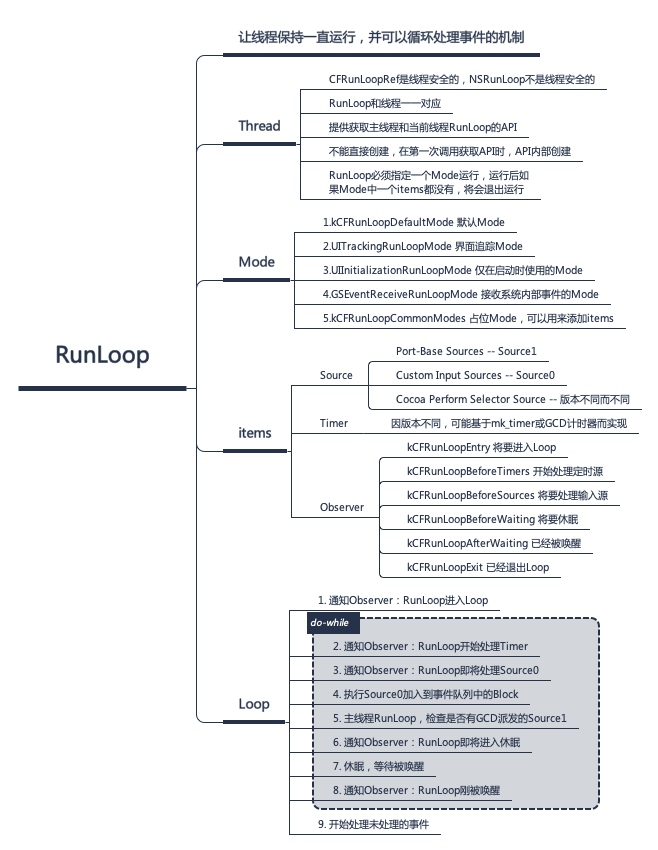 让线程保持一直运行，并可以循环处理事件的机制
CFRunLoopRef是线程安全的，NSRunLoop不是线程安全的
RunLoop和线程一一对应
Thread
提供获取主线程和当前线程RunLoop的API
不能直接创建，在第一次调用获取API时，API内部创建
RunLoop必须指定一个Mode运行，运行后如
果Mode中一个items都没有，将会退出运行
1.kCFRunLoopDefaultMode 默认Mode
2.UITrackingRunLoopMode 界面追踪Mode
Mode
3.UIInitializationRunLoopMode 仅在启动时使用的Mode
4.GSEventReceiveRunLoopMode 接收系统内部事件的Mode
5.kCFRunLoopCommonModes 占位Mode，可以用来添加items
RunLoop
Port-Base Sources -- Source1
Source
Custom Input Sources -- Source0
Cocoa Perform Selector Source -- 版本不同而不同
items
Timer
因版本不同，可能基于mk_timer或GCD计时器而实现
kCFRunLoopEntry 将要进入Loop
kCFRunLoopBeforeTimers 开始处理定时源
kCFRunLoopBeforeSources 将要处理输入源
Observer
kCFRunLoopBeforeWaiting 将要休眠
kCFRunLoopAfterWaiting 已经被唤醒
kCFRunLoopExit 已经退出Loop
1. 通知Observer：RunLoop进入Loop
do-while
2. 通知Observer：RunLoop开始处理Timer
3. 通知Observer：RunLoop即将处理Source0
4. 执行Source0加入到事件队列中的Block
Loop
5. 主线程RunLoop，检查是否有GCD派发的Source1
6. 通知Observer：RunLoop即将进入休眠
7. 休眠，等待被唤醒
8. 通知Observer：RunLoop刚被唤醒
9. 开始处理未处理的事件